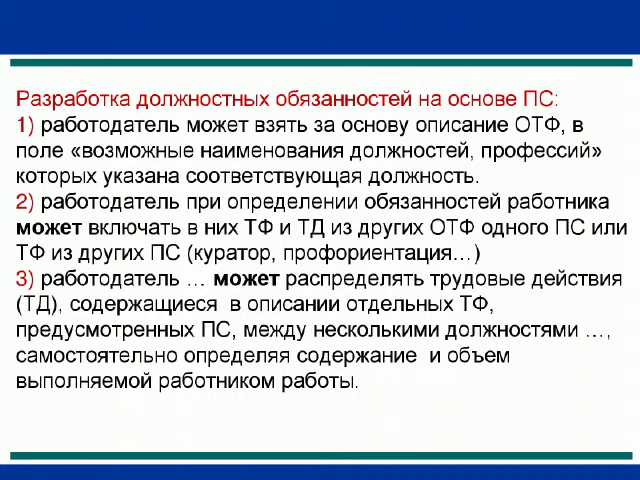 Разработка должностных обязанностей на основе ПС:
1) работодатель может взять за основу описание ОТФ, в
поле «возможные наименования должностей, профессий»
которых указана соответствующая должность.
2) работодатель при определении обязанностей работника
может включать в них ТФ и ТД из других ОТФ одного ПС или
ТФ из других ПС (куратор, профориентация…)
3) работодатель … может распределять трудовые действия
(ТД), содержащиеся в описании отдельных ТФ,
предусмотренных ПС, между несколькими должностями …,
самостоятельно определяя содержание и объем
выполняемой работником работы.